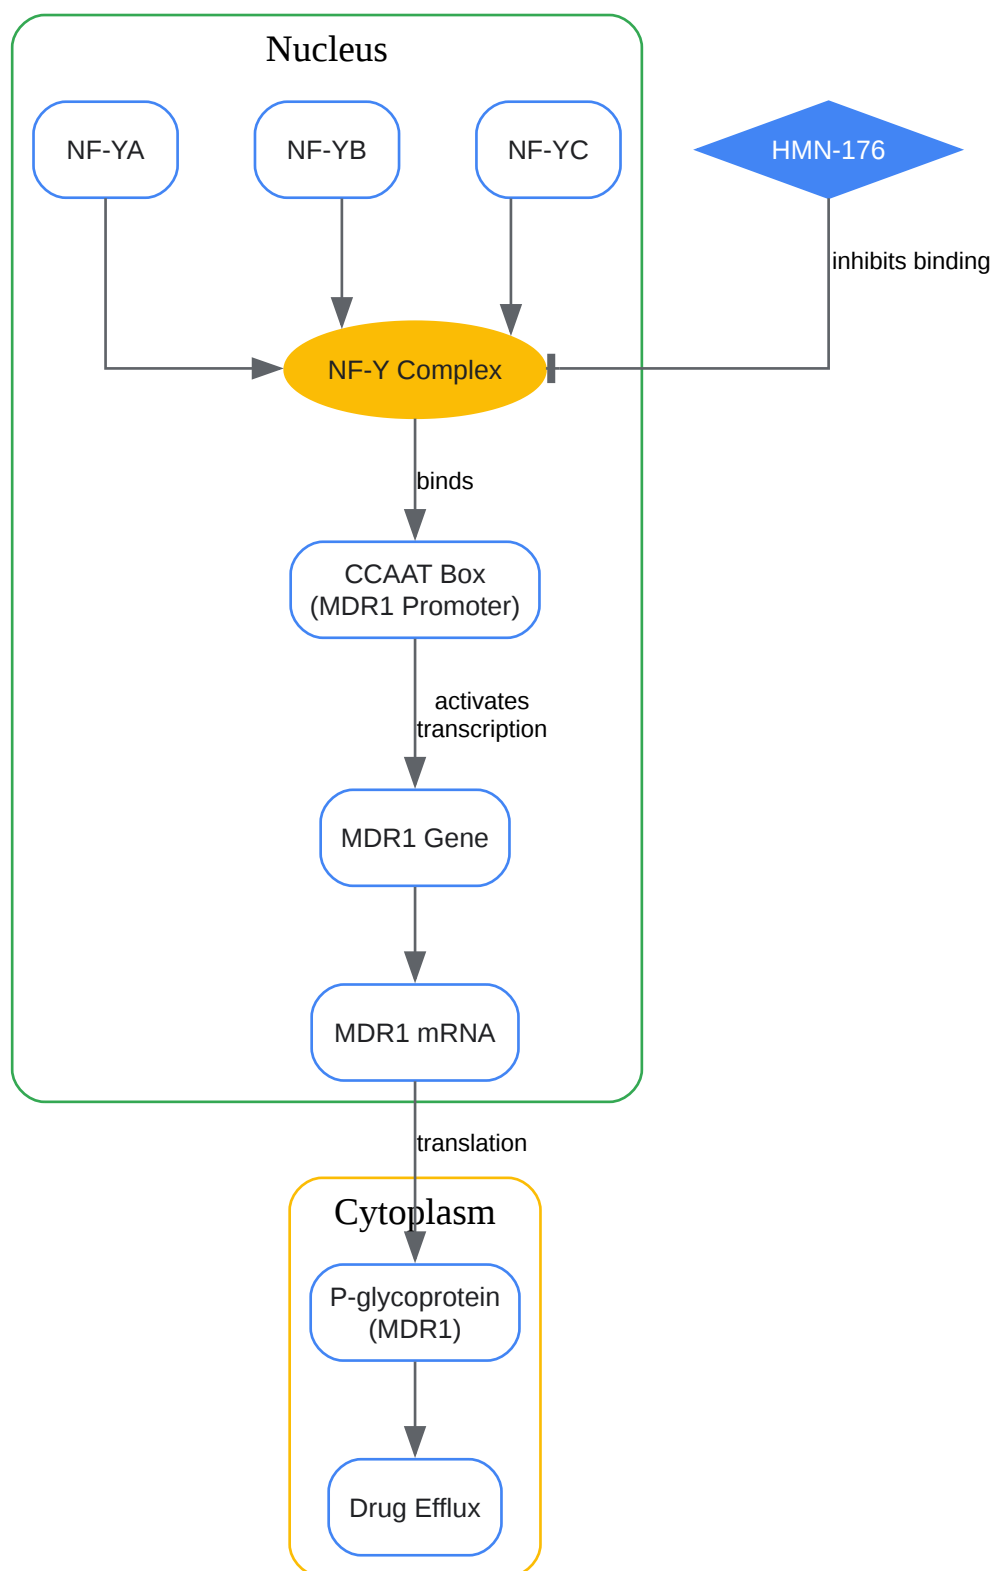 Nucleus
NF-YA
NF-YB
NF-YC
HMN-176
inhibits binding
NF-Y Complex
binds
CCAAT Box
(MDR1 Promoter)
activates
transcription
MDR1 Gene
MDR1 mRNA
translation
Cytoplasm
P-glycoprotein
(MDR1)
Drug Efflux